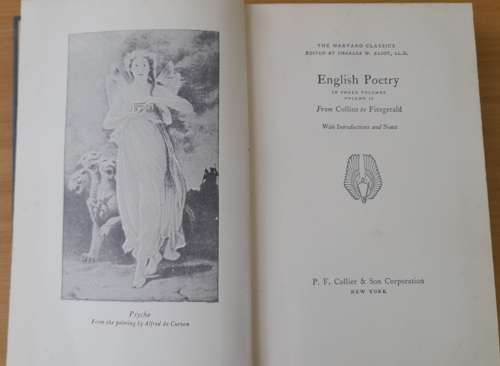 Psyche
From the painting by Alfred de Curzon
THE HARVARD CLASSICS
EDITED BY CHARLES W. ELIOT, LL.D.
English Poetry
IN THREE VOLUMES
VOLUME II
From Collins to Fitzgerald
With Introductions and Notes
P. F. Collier & Son Corporation
NEW YORK